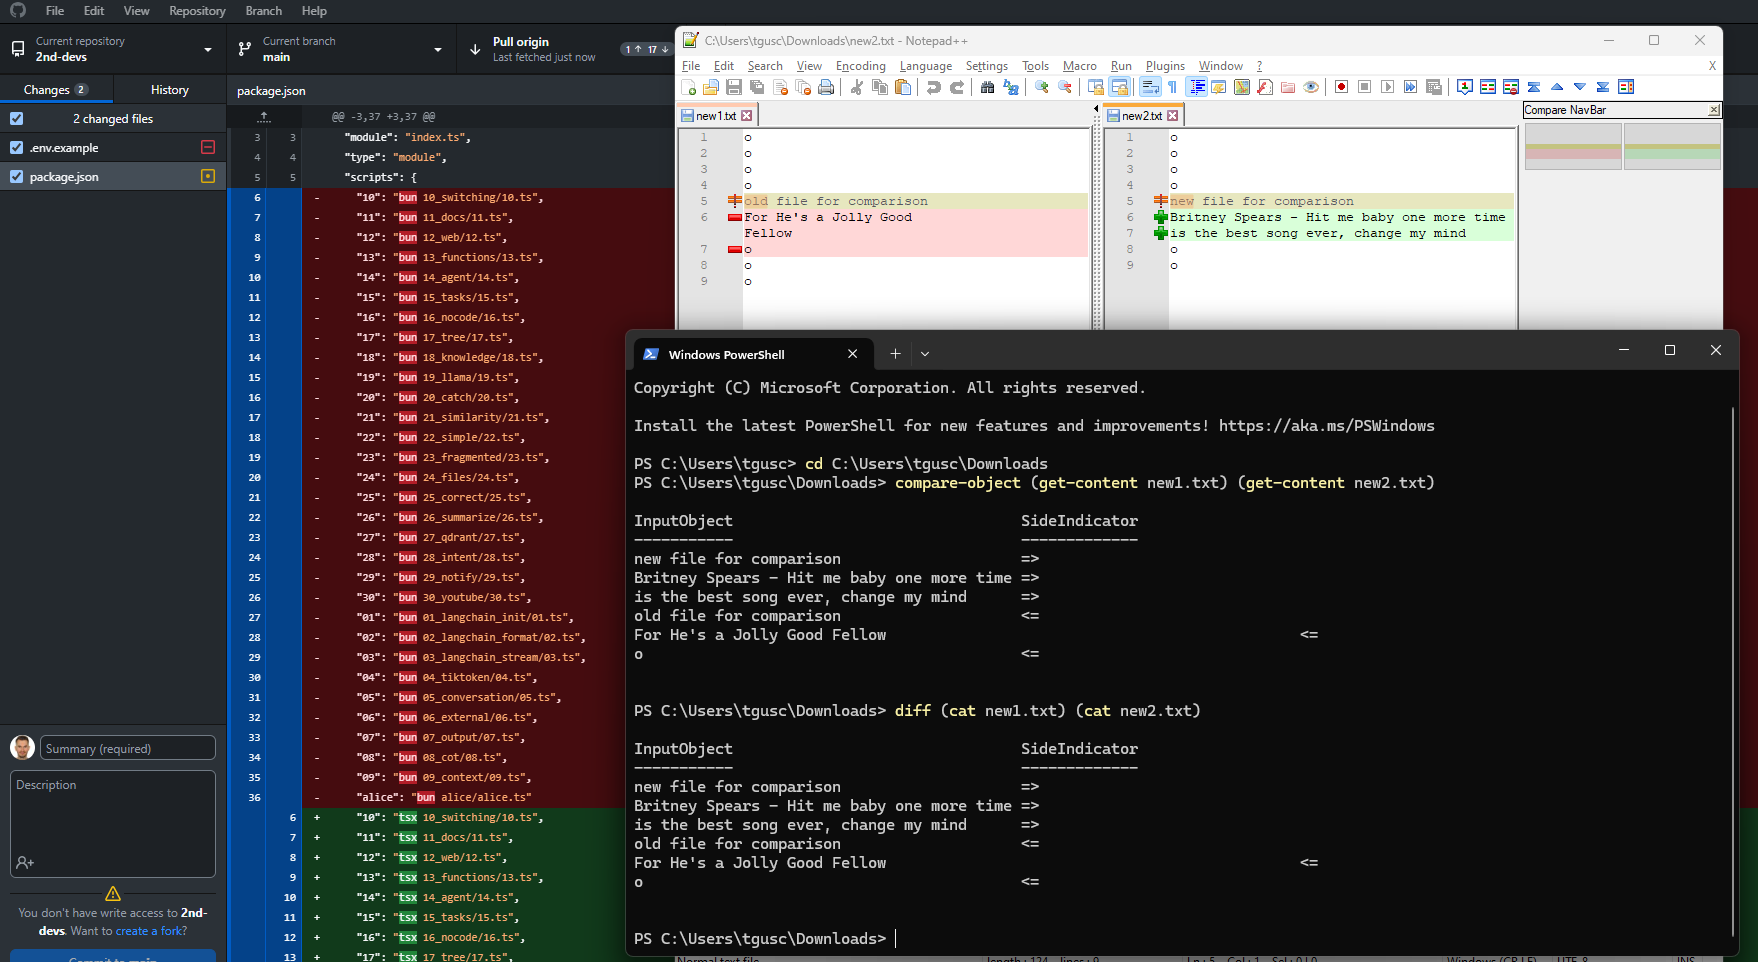 File Edit View Repository Branch Help
Current repository
2nd-devs
Current branch
main
Pull origin
Last fetched just now
1 17
Changes 2
History
2 changed files
.env.example
package.json
Summary (required)
Description
You don't have write access to 2nd-
devs. Want to create a fork?
Commit to main
package.json
@@ -3,37 +3,37 @@
3 3 "module": "index.ts",
4 4 "type": "module",
5 5 "scripts": {
6 - "10": "bun 10_switching/10.ts",
7 - "11": "bun 11_docs/11.ts",
8 - "12": "bun 12_web/12.ts",
9 - "13": "bun 13_functions/13.ts",
10 - "14": "bun 14_agent/14.ts",
11 - "15": "bun 15_tasks/15.ts",
12 - "16": "bun 16_nocode/16.ts",
13 - "17": "bun 17_tree/17.ts",
14 - "18": "bun 18_knowledge/18.ts",
15 - "19": "bun 19_llama/19.ts",
16 - "20": "bun 20_catch/20.ts",
17 - "21": "bun 21_similarity/21.ts",
18 - "22": "bun 22_simple/22.ts",
19 - "23": "bun 23_fragmented/23.ts",
20 - "24": "bun 24_files/24.ts",
21 - "25": "bun 25_correct/25.ts",
22 - "26": "bun 26_summarize/26.ts",
23 - "27": "bun 27_qdrant/27.ts",
24 - "28": "bun 28_intent/28.ts",
25 - "29": "bun 29_notify/29.ts",
26 - "30": "bun 30_youtube/30.ts",
27 - "01": "bun 01_langchain_init/01.ts",
28 - "02": "bun 02_langchain_format/02.ts",
29 - "03": "bun 03_langchain_stream/03.ts",
30 - "04": "bun 04_tiktoken/04.ts",
31 - "05": "bun 05_conversation/05.ts",
32 - "06": "bun 06_external/06.ts",
33 - "07": "bun 07_output/07.ts",
34 - "08": "bun 08_cot/08.ts",
35 - "09": "bun 09_context/09.ts",
36 - "alice": "bun alice/alice.ts"
6 + "10": "tsx 10_switching/10.ts",
7 + "11": "tsx 11_docs/11.ts",
8 + "12": "tsx 12_web/12.ts",
9 + "13": "tsx 13_functions/13.ts",
10 + "14": "tsx 14_agent/14.ts",
11 + "15": "tsx 15_tasks/15.ts",
12 + "16": "tsx 16_nocode/16.ts",
13 + "17": "tsx 17_tree/17.ts",
C:\Users\tgusc\Downloads\new2.txt - Notepad++
File Edit Search View Encoding Language Settings Tools Macro Run Plugins Window ? X
new1.txt
1 o
2 o
3 o
4 o
5 old file for comparison
6 For He's a Jolly Good
Fellow
7 o
8 o
9 o
new2.txt
1 o
2 o
3 o
4 o
5 new file for comparison
6 Britney Spears - Hit me baby one more time
7 is the best song ever, change my mind
8 o
9 o
Compare NavBar
Windows PowerShell
Copyright (C) Microsoft Corporation. All rights reserved.
Install the latest PowerShell for new features and improvements! https://aka.ms/PSWindows
PS C:\Users\tgusc> cd C:\Users\tgusc\Downloads
PS C:\Users\tgusc\Downloads> compare-object (get-content new1.txt) (get-content new2.txt)
InputObject SideIndicator
----------- -------------
new file for comparison =>
Britney Spears - Hit me baby one more time =>
is the best song ever, change my mind =>
old file for comparison <=
For He's a Jolly Good Fellow <=
o <=
PS C:\Users\tgusc\Downloads> diff (cat new1.txt) (cat new2.txt)
InputObject SideIndicator
----------- -------------
new file for comparison =>
Britney Spears - Hit me baby one more time =>
is the best song ever, change my mind =>
old file for comparison <=
For He's a Jolly Good Fellow <=
o <=
PS C:\Users\tgusc\Downloads>
Normal text file length : 124 lines : 9 Ln : 5 Col : 1 Sel : 0 | 0 Windows (CR LF) UTF-8 INS